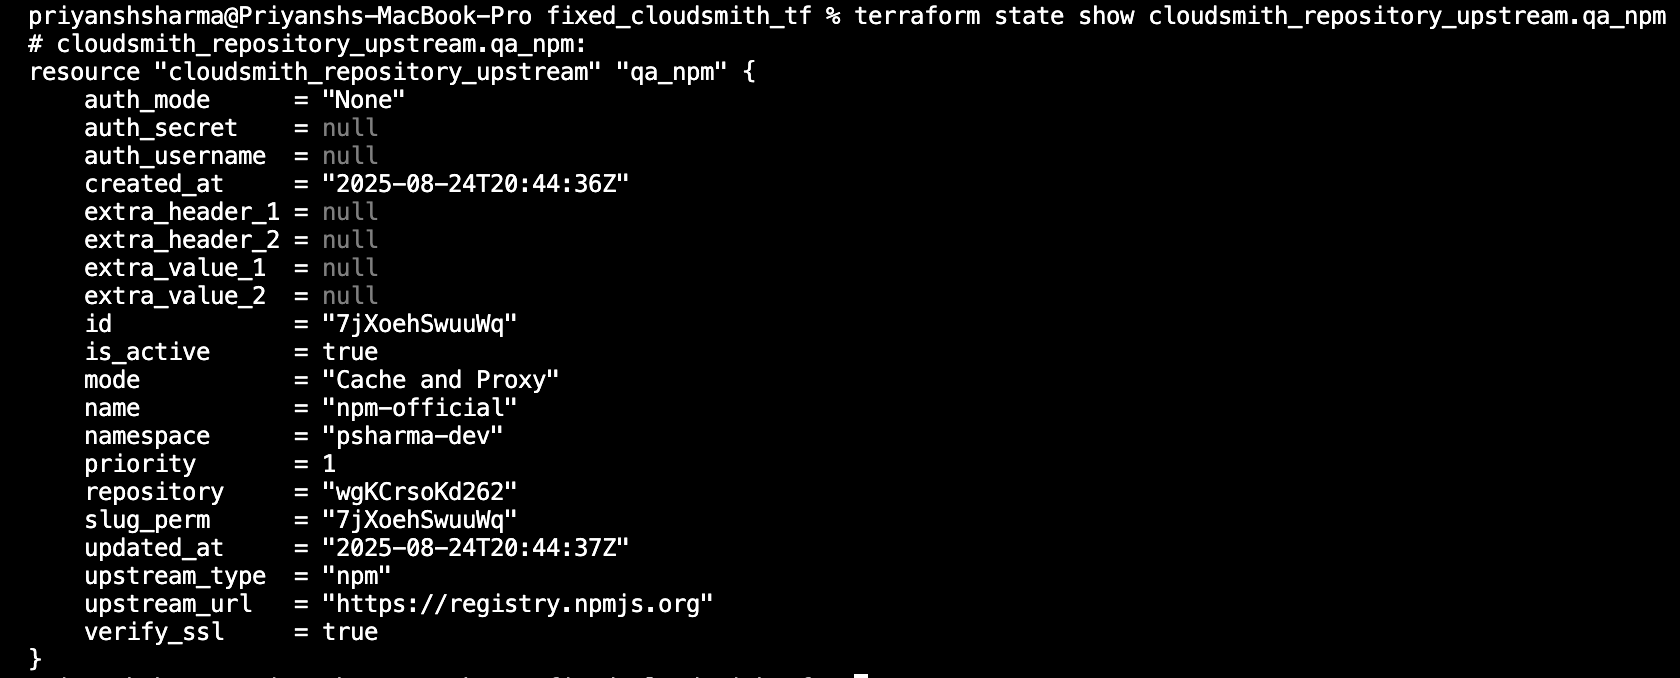 priyanshsharma@Priyanshs-MacBook-Pro fixed_cloudsmith_tf % terraform state show cloudsmith_repository_upstream.qa_npm
# cloudsmith_repository_upstream.qa_npm:
resource "cloudsmith_repository_upstream" "qa_npm" {
    auth_mode      = "None"
    auth_secret    = null
    auth_username  = null
    created_at     = "2025-08-24T20:44:36Z"
    extra_header_1 = null
    extra_header_2 = null
    extra_value_1  = null
    extra_value_2  = null
    id             = "7jXoehSwuuWq"
    is_active      = true
    mode           = "Cache and Proxy"
    name           = "npm-official"
    namespace      = "psharma-dev"
    priority       = 1
    repository     = "wgKCrsoKd262"
    slug_perm      = "7jXoehSwuuWq"
    updated_at     = "2025-08-24T20:44:37Z"
    upstream_type  = "npm"
    upstream_url   = "https://registry.npmjs.org"
    verify_ssl     = true
}